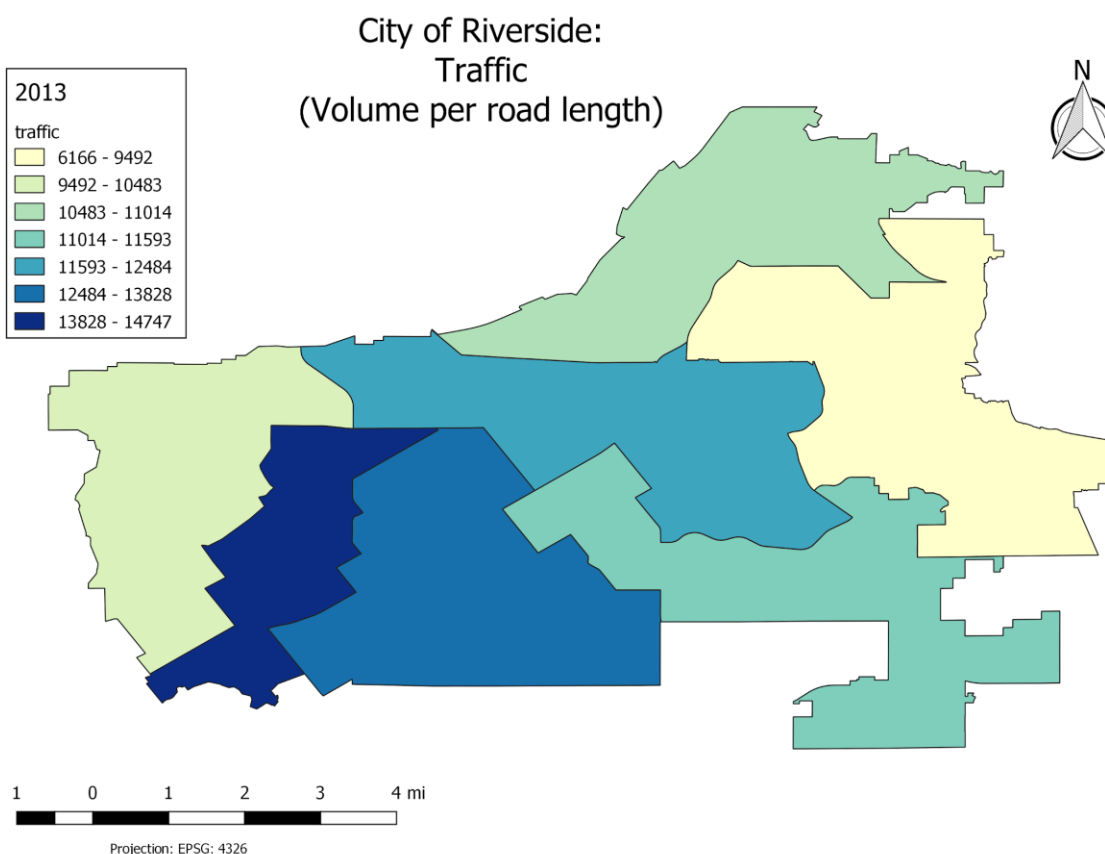 City of Riverside:
Traffic
(Volume per road length)
N
2013
traffic
6166 - 9492
9492 - 10483
10483 - 11014
11014 - 11593
11593 - 12484
12484 - 13828
13828 - 14747
1 0 1 2 3 4 mi
Projection: EPSG: 4326